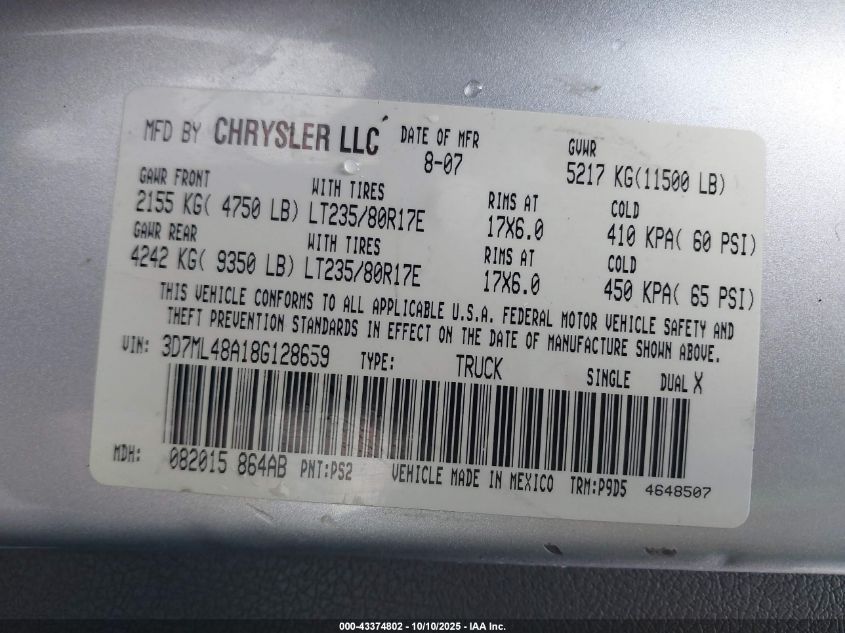 MFD BY CHRYSLER LLC DATE OF MFR GVWR
8-07 5217 KG(11500 LB)
GAWR FRONT WITH TIRES RIMS AT COLD
2155 KG( 4750 LB) LT235/80R17E 17X6.0 410 KPA( 60 PSI)
GAWR REAR WITH TIRES RIMS AT COLD
4242 KG( 9350 LB) LT235/80R17E 17X6.0 450 KPA( 65 PSI)
THIS VEHICLE CONFORMS TO ALL APPLICABLE U.S.A. FEDERAL MOTOR VEHICLE SAFETY AND
THEFT PREVENTION STANDARDS IN EFFECT ON THE DATE OF MANUFACTURE SHOWN ABOVE.
VIN: 3D7ML48A18G128659 TYPE: TRUCK SINGLE DUAL X
MDH: 082015 864AB PNT:PS2 VEHICLE MADE IN MEXICO TRM:P9D5 4648507
000-43374802 - 10/10/2025 - IAA Inc.